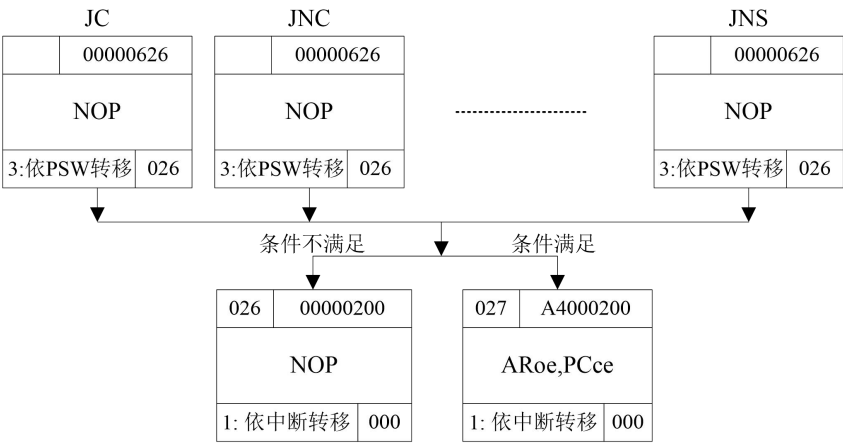 JC JNC JNS
00000626 00000626 00000626
NOP NOP NOP
3:依PSW转移 026 3:依PSW转移 026 3:依PSW转移 026
条件不满足 条件满足
026 00000200 027 A4000200
NOP ARoe,PCce
1: 依中断转移 000 1: 依中断转移 000